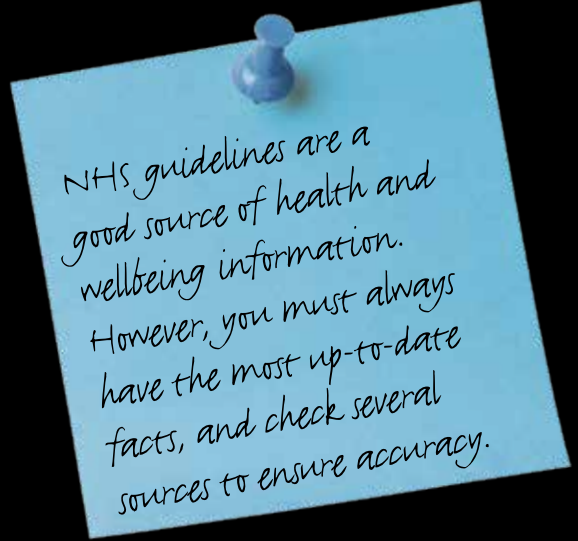 NHS guidelines are a
good source of health and
wellbeing information.
However, you must always
have the most up-to-date
facts, and check several
sources to ensure accuracy.